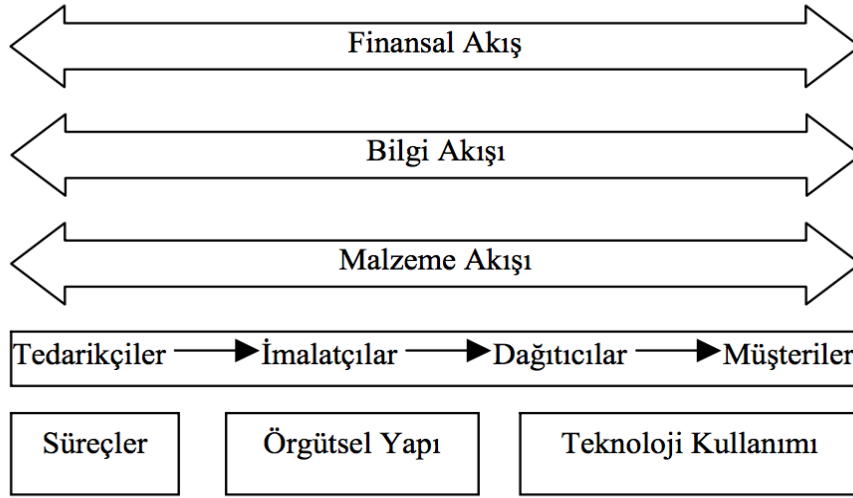 Finansal Akış
Bilgi Akışı
Malzeme Akışı
Tedarikçiler İmalatçılar Dağıtıcılar Müşteriler
Süreçler Örgütsel Yapı Teknoloji Kullanımı